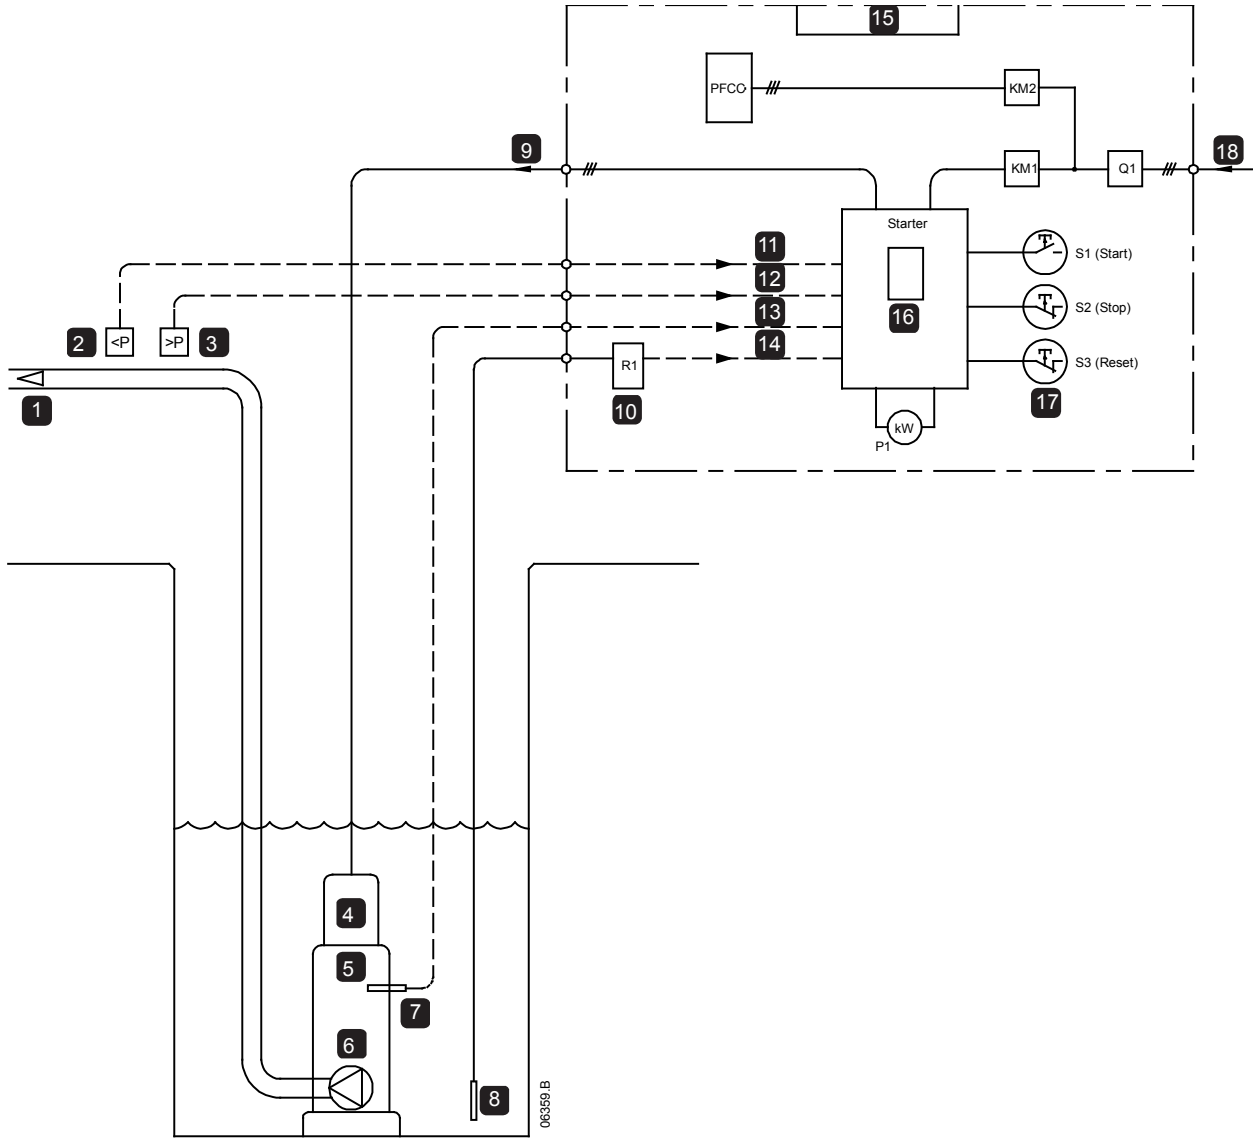 15
PFCC
KM2
9
KM1
Q1
18
Starter
11
S1 (Start)
12
13
S2 (Stop)
16
2
<P
>P
3
14
R1
S3 (Reset)
1
10
17
kW
P1
4
5
7
6
8
06359.B